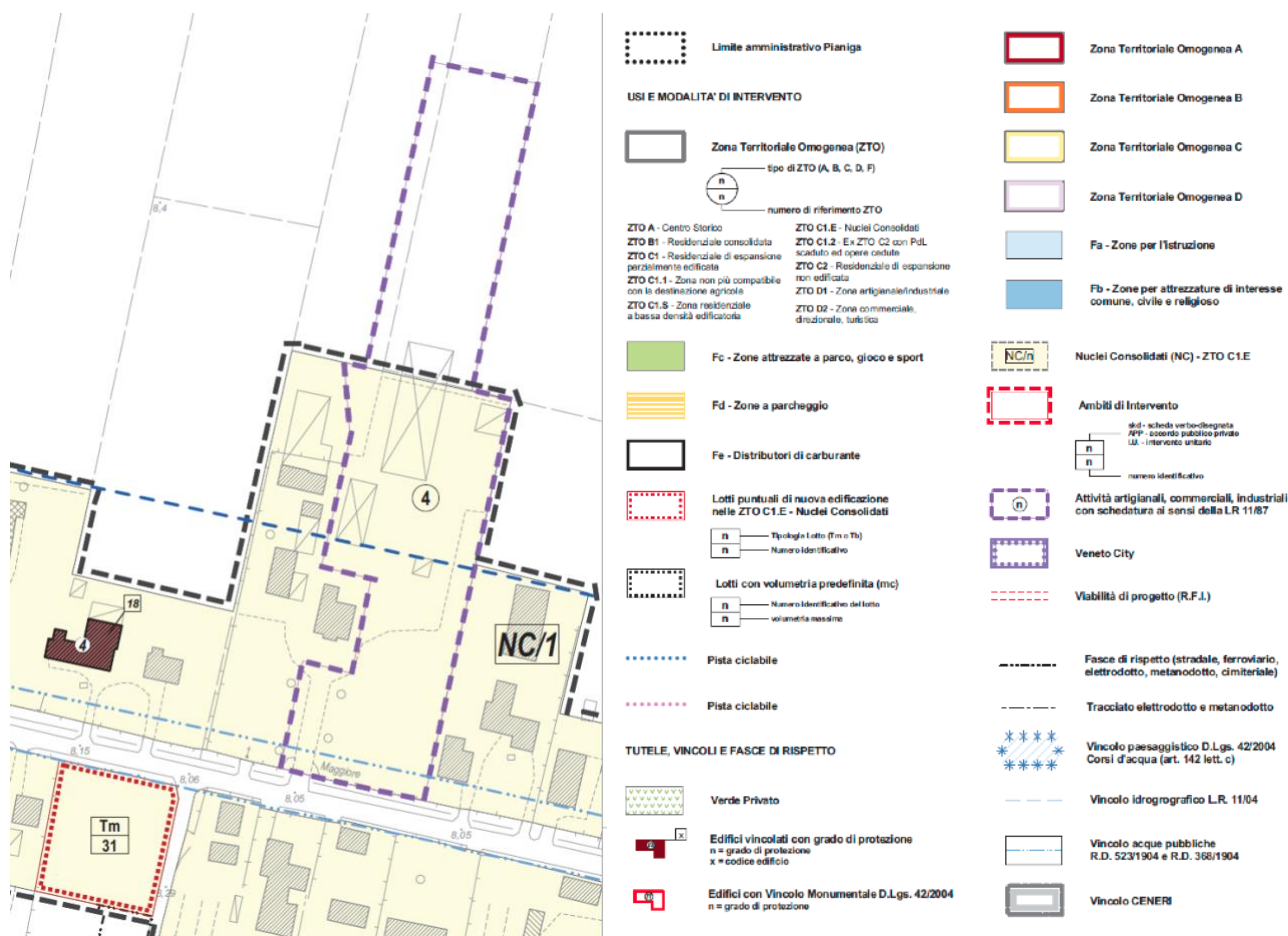 8,4
4
18
4
NC/1
8,15
Maggiore
8,06
8,05
8,05
Tm
31
Limite amministrativo Pianiga
USI E MODALITA' DI INTERVENTO
Zona Territoriale Omogenea (ZTO)
tipo di ZTO (A, B, C, D, F)
n
n
numero di riferimento ZTO
ZTO A - Centro Storico
ZTO B1 - Residenziale consolidata
ZTO C1 - Residenziale di espansione
perzialmente edificata
ZTO C1.1 - Zona non più compatibile
con la destinazione agricola
ZTO C1.S - Zona residenziale
a bassa densità edificatoria
ZTO C1.E - Nuclei Consolidati
ZTO C1.2 - Ex ZTO C2 con PdL
scaduto ed opere cedute
ZTO C2 - Residenziale di espansione
non edificata
ZTO D1 - Zona artigianale/industriale
ZTO D2 - Zona commerciale,
direzionale, turistica
Fc - Zone attrezzate a parco, gioco e sport
Fd - Zone a parcheggio
Fe - Distributori di carburante
Lotti puntuali di nuova edificazione
nelle ZTO C1.E - Nuclei Consolidati
n
n
Tipologia Lotto (Tm o Tb)
Numero identificativo
Lotti con volumetria predefinita (mc)
n
n
Numero identificativo del lotto
volumetria massima
Pista ciclabile
Pista ciclabile
TUTELE, VINCOLI E FASCE DI RISPETTO
Verde Privato
x
Edifici vincolati con grado di protezione
n = grado di protezione
x = codice edificio
Edifici con Vincolo Monumentale D.Lgs. 42/2004
n = grado di protezione
Zona Territoriale Omogenea A
Zona Territoriale Omogenea B
Zona Territoriale Omogenea C
Zona Territoriale Omogenea D
Fa - Zone per l'istruzione
Fb - Zone per attrezzature di interesse
comune, civile e religioso
NC/n
Nuclei Consolidati (NC) - ZTO C1.E
Ambiti di Intervento
skd - scheda verbo-disegnata
APP - accordo pubblico privato
I.U. - intervento unitario
n
n
numero identificativo
n
Attività artigianali, commerciali, industriali
con schedatura ai sensi della LR 11/87
Veneto City
Viabilità di progetto (R.F.I.)
Fasce di rispetto (stradale, ferroviario,
elettrodotto, metanodotto, cimiteriale)
Tracciato elettrodotto e metanodotto
Vincolo paesaggistico D.Lgs. 42/2004
Corsi d'acqua (art. 142 lett. c)
Vincolo idrogrografico L.R. 11/04
Vincolo acque pubbliche
R.D. 523/1904 e R.D. 368/1904
Vincolo CENERI